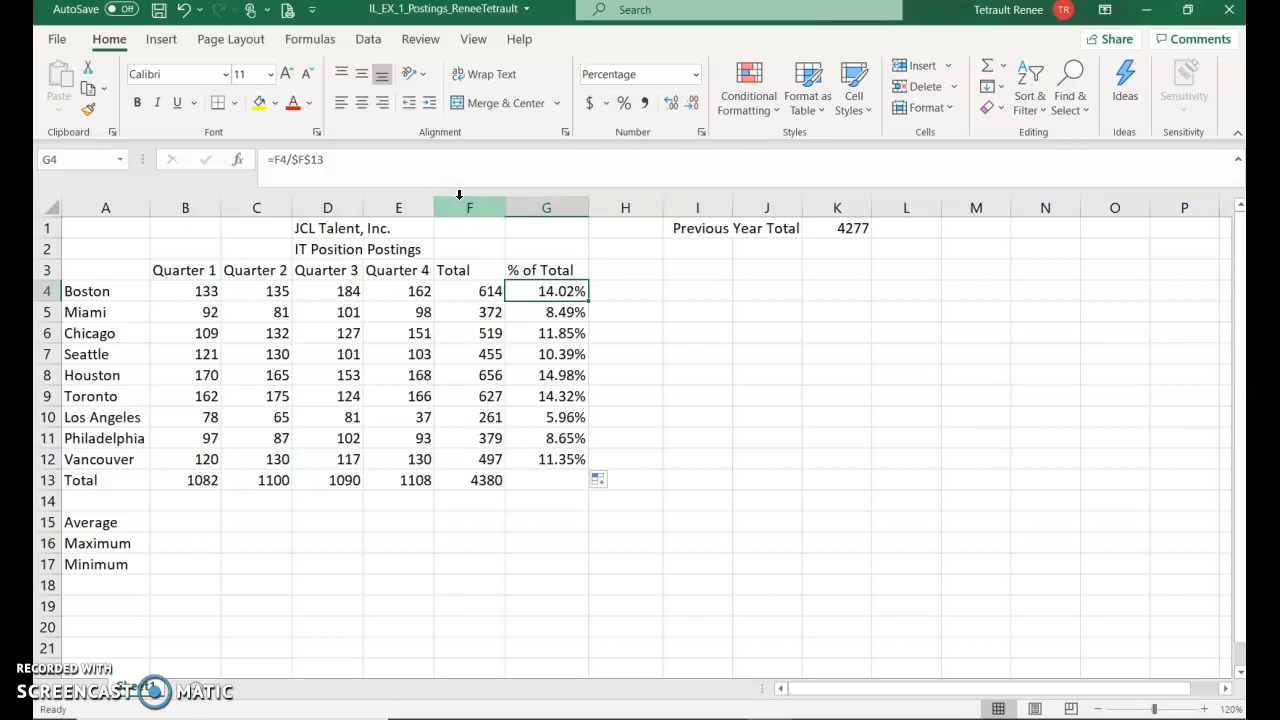 AutoSave Off IL_EX_1_Postings_ReneeTetrault Search Tetrault Renee TR
File Home Insert Page Layout Formulas Data Review View Help Share Comments
Paste Calibri 11 Wrap Text Percentage Conditional Formatting Format as Table Cell Styles Insert Sort & Filter Find & Select Ideas Sensitivity
B I U Merge & Center $ % Delete
Format
Clipboard Font Alignment Number Styles Cells Editing Ideas Sensitivity
G4 fx =F4/$F$13
A B C D E F G H I J K L M N O P
1 JCL Talent, Inc. Previous Year Total 4277
2 IT Position Postings
3 Quarter 1 Quarter 2 Quarter 3 Quarter 4 Total % of Total
4 Boston 133 135 184 162 614 14.02%
5 Miami 92 81 101 98 372 8.49%
6 Chicago 109 132 127 151 519 11.85%
7 Seattle 121 130 101 103 455 10.39%
8 Houston 170 165 153 168 656 14.98%
9 Toronto 162 175 124 166 627 14.32%
10 Los Angeles 78 65 81 37 261 5.96%
11 Philadelphia 97 87 102 93 379 8.65%
12 Vancouver 120 130 117 130 497 11.35%
13 Total 1082 1100 1090 1108 4380
14
15 Average
16 Maximum
17 Minimum
18
19
20
21
RECORDED WITH
SCREENCAST MATIC
Ready 120%